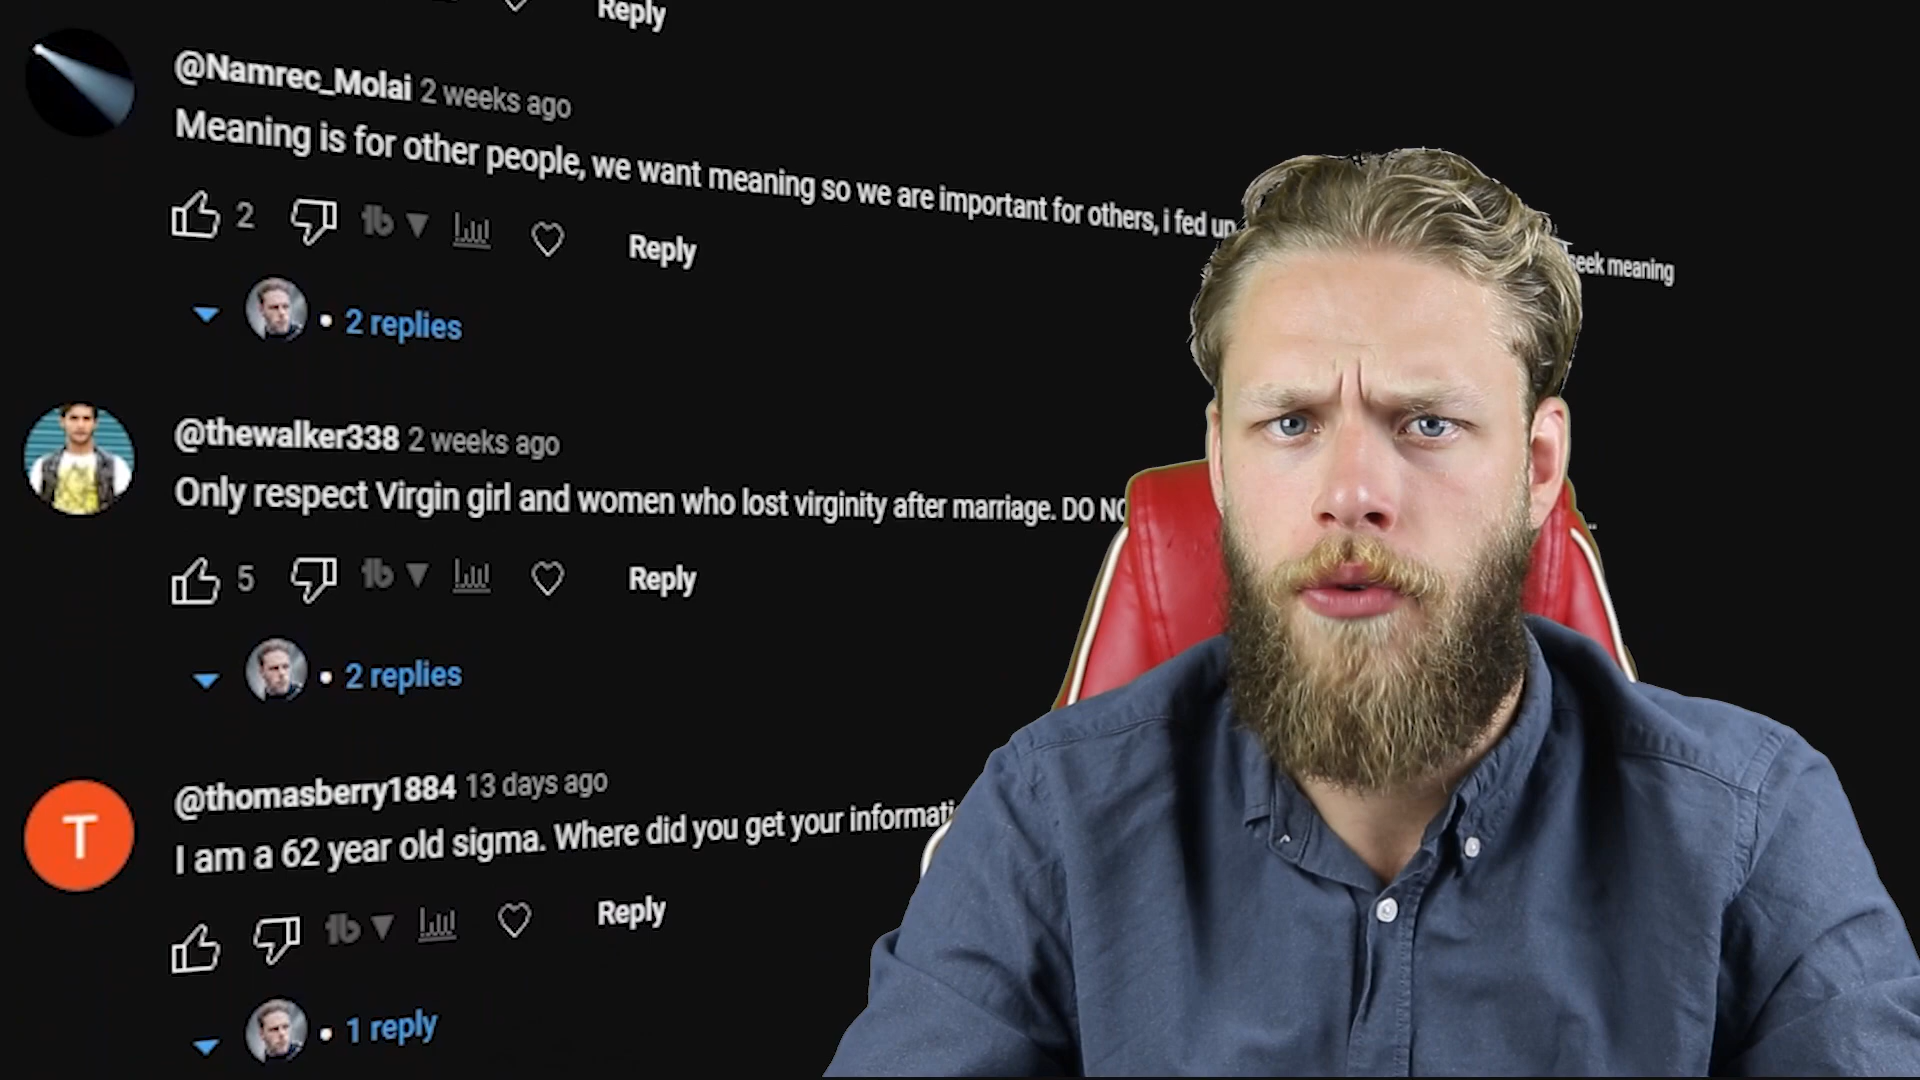 Reply
@Namrec_Molai 2 weeks ago
Meaning is for other people, we want meaning so we are important for others, i fed up seek meaning
2
Reply
• 2 replies
@thewalker338 2 weeks ago
Only respect Virgin girl and women who lost virginity after marriage. DO
5
Reply
• 2 replies
T
@thomasberry1884 13 days ago
I am a 62 year old sigma. Where did you get your
Reply
• 1 reply